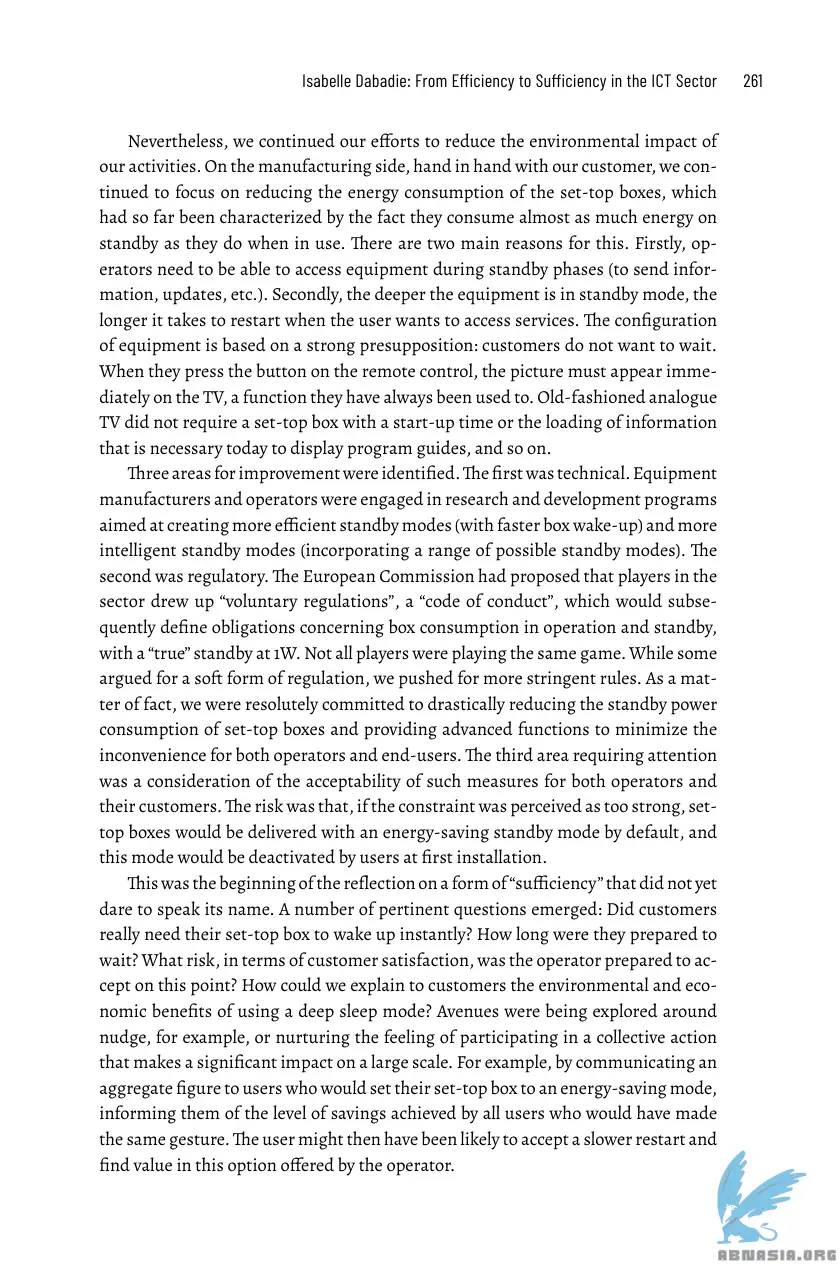 Isabelle Dabadie: From Efficiency to Sufficiency in the ICT Sector 261
Nevertheless, we continued our efforts to reduce the environmental impact of
our activities. On the manufacturing side, hand in hand with our customer, we con-
tinued to focus on reducing the energy consumption of the set-top boxes, which
had so far been characterized by the fact they consume almost as much energy on
standby as they do when in use. There are two main reasons for this. Firstly, op-
erators need to be able to access equipment during standby phases (to send infor-
mation, updates, etc.). Secondly, the deeper the equipment is in standby mode, the
longer it takes to restart when the user wants to access services. The configuration
of equipment is based on a strong presupposition: customers do not want to wait.
When they press the button on the remote control, the picture must appear imme-
diately on the TV, a function they have always been used to. Old-fashioned analogue
TV did not require a set-top box with a start-up time or the loading of information
that is necessary today to display program guides, and so on.
Three areas for improvement were identified. The first was technical. Equipment
manufacturers and operators were engaged in research and development programs
aimed at creating more efficient standby modes (with faster box wake-up) and more
intelligent standby modes (incorporating a range of possible standby modes). The
second was regulatory. The European Commission had proposed that players in the
sector drew up “voluntary regulations”, a “code of conduct”, which would subse-
quently define obligations concerning box consumption in operation and standby,
with a “true” standby at 1W. Not all players were playing the same game. While some
argued for a soft form of regulation, we pushed for more stringent rules. As a mat-
ter of fact, we were resolutely committed to drastically reducing the standby power
consumption of set-top boxes and providing advanced functions to minimize the
inconvenience for both operators and end-users. The third area requiring attention
was a consideration of the acceptability of such measures for both operators and
their customers. The risk was that, if the constraint was perceived as too strong, set-
top boxes would be delivered with an energy-saving standby mode by default, and
this mode would be deactivated by users at first installation.
This was the beginning of the reflection on a form of “sufficiency” that did not yet
dare to speak its name. A number of pertinent questions emerged: Did customers
really need their set-top box to wake up instantly? How long were they prepared to
wait? What risk, in terms of customer satisfaction, was the operator prepared to ac-
cept on this point? How could we explain to customers the environmental and eco-
nomic benefits of using a deep sleep mode? Avenues were being explored around
nudge, for example, or nurturing the feeling of participating in a collective action
that makes a significant impact on a large scale. For example, by communicating an
aggregate figure to users who would set their set-top box to an energy-saving mode,
informing them of the level of savings achieved by all users who would have made
the same gesture. The user might then have been likely to accept a slower restart and
find value in this option offered by the operator.
ABNASIA.ORG